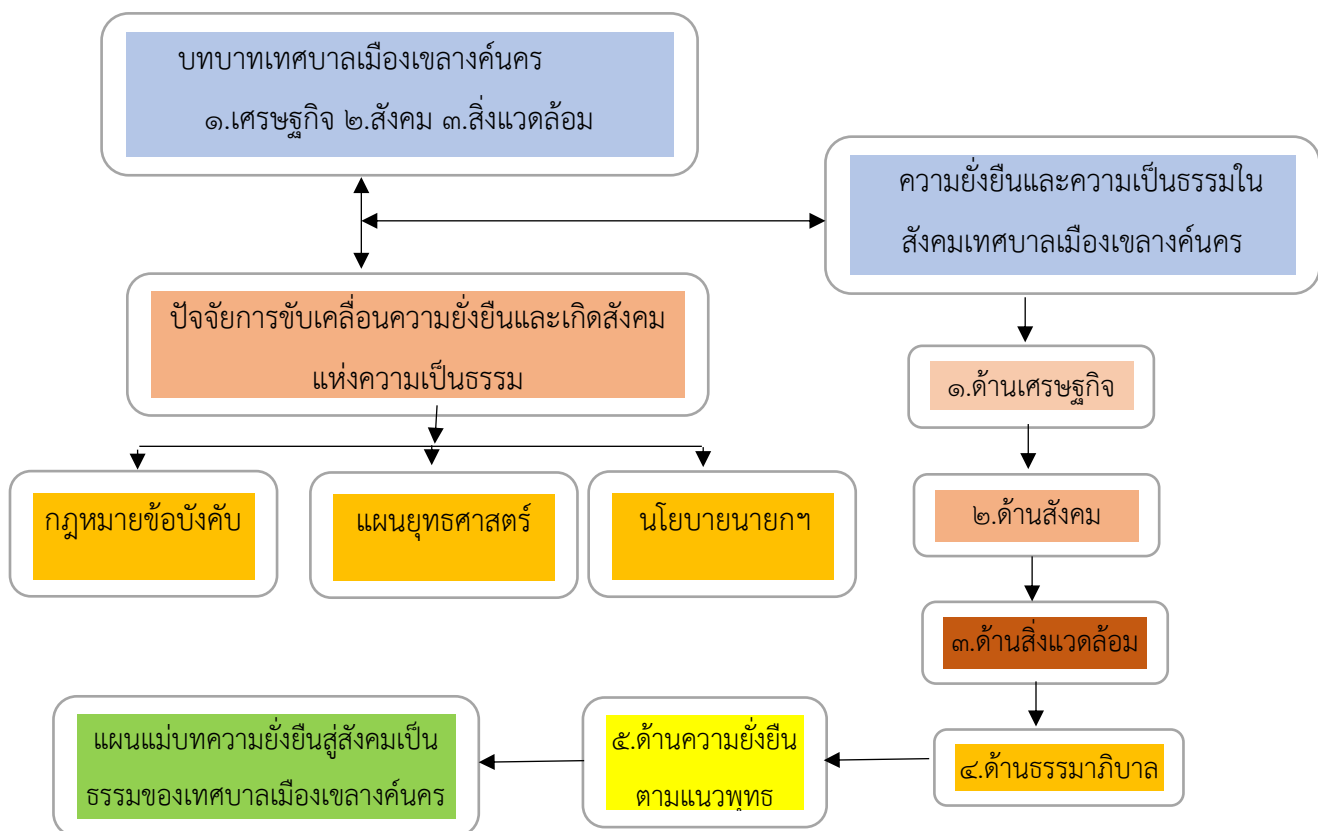 บทบาทเทศบาลเมืองเขลางค์นคร
๑.เศรษฐกิจ ๒.สังคม ๓.สิ่งแวดล้อม
ความยั่งยืนและความเป็นธรรมใน
สังคมเทศบาลเมืองเขลางค์นคร
ปัจจัยการขับเคลื่อนความยั่งยืนและเกิดสังคม
แห่งความเป็นธรรม
กฎหมายข้อบังคับ
แผนยุทธศาสตร์
นโยบายนายกฯ
๑.ด้านเศรษฐกิจ
๒.ด้านสังคม
๓.ด้านสิ่งแวดล้อม
๔.ด้านธรรมาภิบาล
๕.ด้านความยั่งยืน
ตามแนวพุทธ
แผนแม่บทความยั่งยืนสู่สังคมเป็น
ธรรมของเทศบาลเมืองเขลางค์นคร